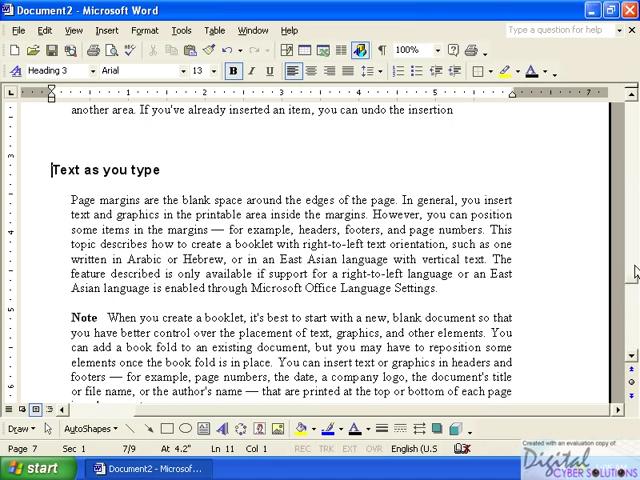 Document2 - Microsoft Word
File Edit View Insert Format Tools Table Window Help Type a question for help
100%
Heading 3 Arial 13 B I U
1 2 3 4 5 7
another area. If you've already inserted an item, you can undo the insertion
Text as you type
Page margins are the blank space around the edges of the page. In general, you insert
text and graphics in the printable area inside the margins. However, you can position
some items in the margins — for example, headers, footers, and page numbers. This
topic describes how to create a booklet with right-to-left text orientation, such as one
written in Arabic or Hebrew, or in an East Asian language with vertical text. The
feature described is only available if support for a right-to-left language or an East
Asian language is enabled through Microsoft Office Language Settings.
Note When you create a booklet, it's best to start with a new, blank document so that
you have better control over the placement of text, graphics, and other elements. You
can add a book fold to an existing document, but you may have to reposition some
elements once the book fold is in place. You can insert text or graphics in headers and
footers — for example, page numbers, the date, a company logo, the document's title
or file name, or the author's name — that are printed at the top or bottom of each page
Draw AutoShapes
Page 7 Sec 1 7/9 At 4.2" Ln 11 Col 1 REC TRK EXT OVR English (U.S
start Document2 - Microsof...
Created with an evaluation copy of
Digital
CYBER SOLUTIONS